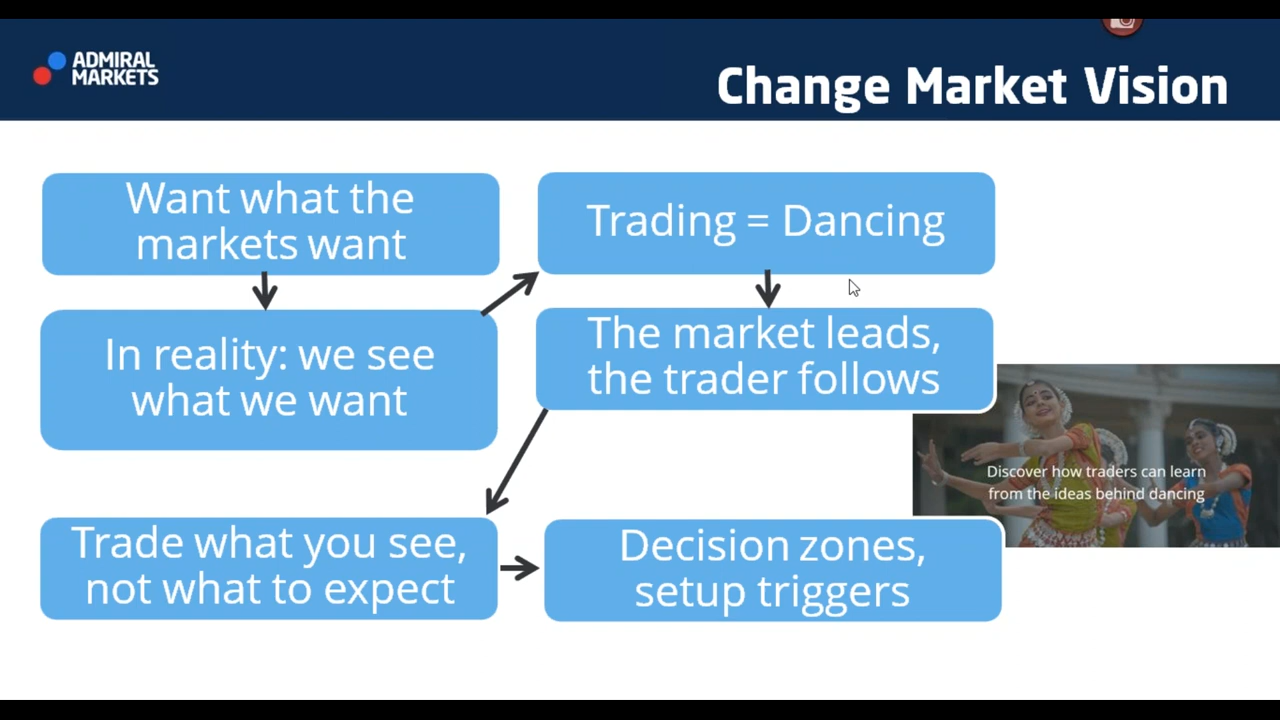 ADMIRAL
MARKETS
Change Market Vision
Want what the
markets want
Trading = Dancing
In reality: we see
what we want
The market leads,
the trader follows
Discover how traders can learn
from the ideas behind dancing
Trade what you see,
not what to expect
Decision zones,
setup triggers